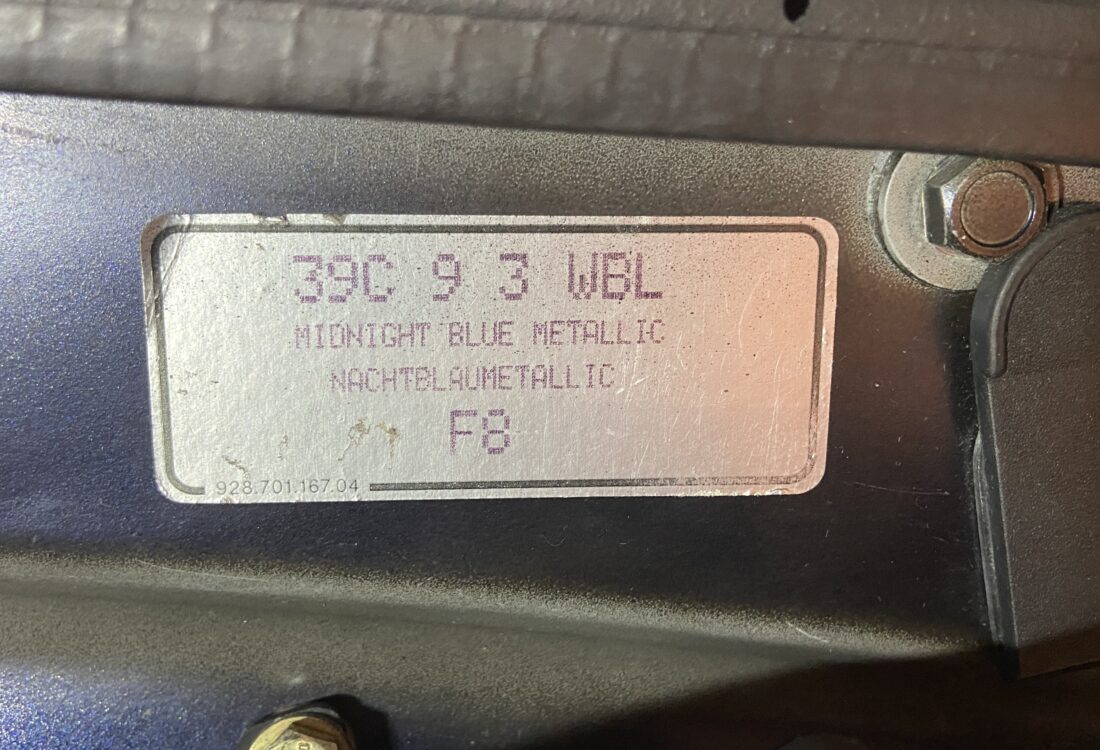 39C 9 3 WBL
MIDNIGHT BLUE METALLIC
NACHTBLAUMETALLIC
F8
928.701.167.04